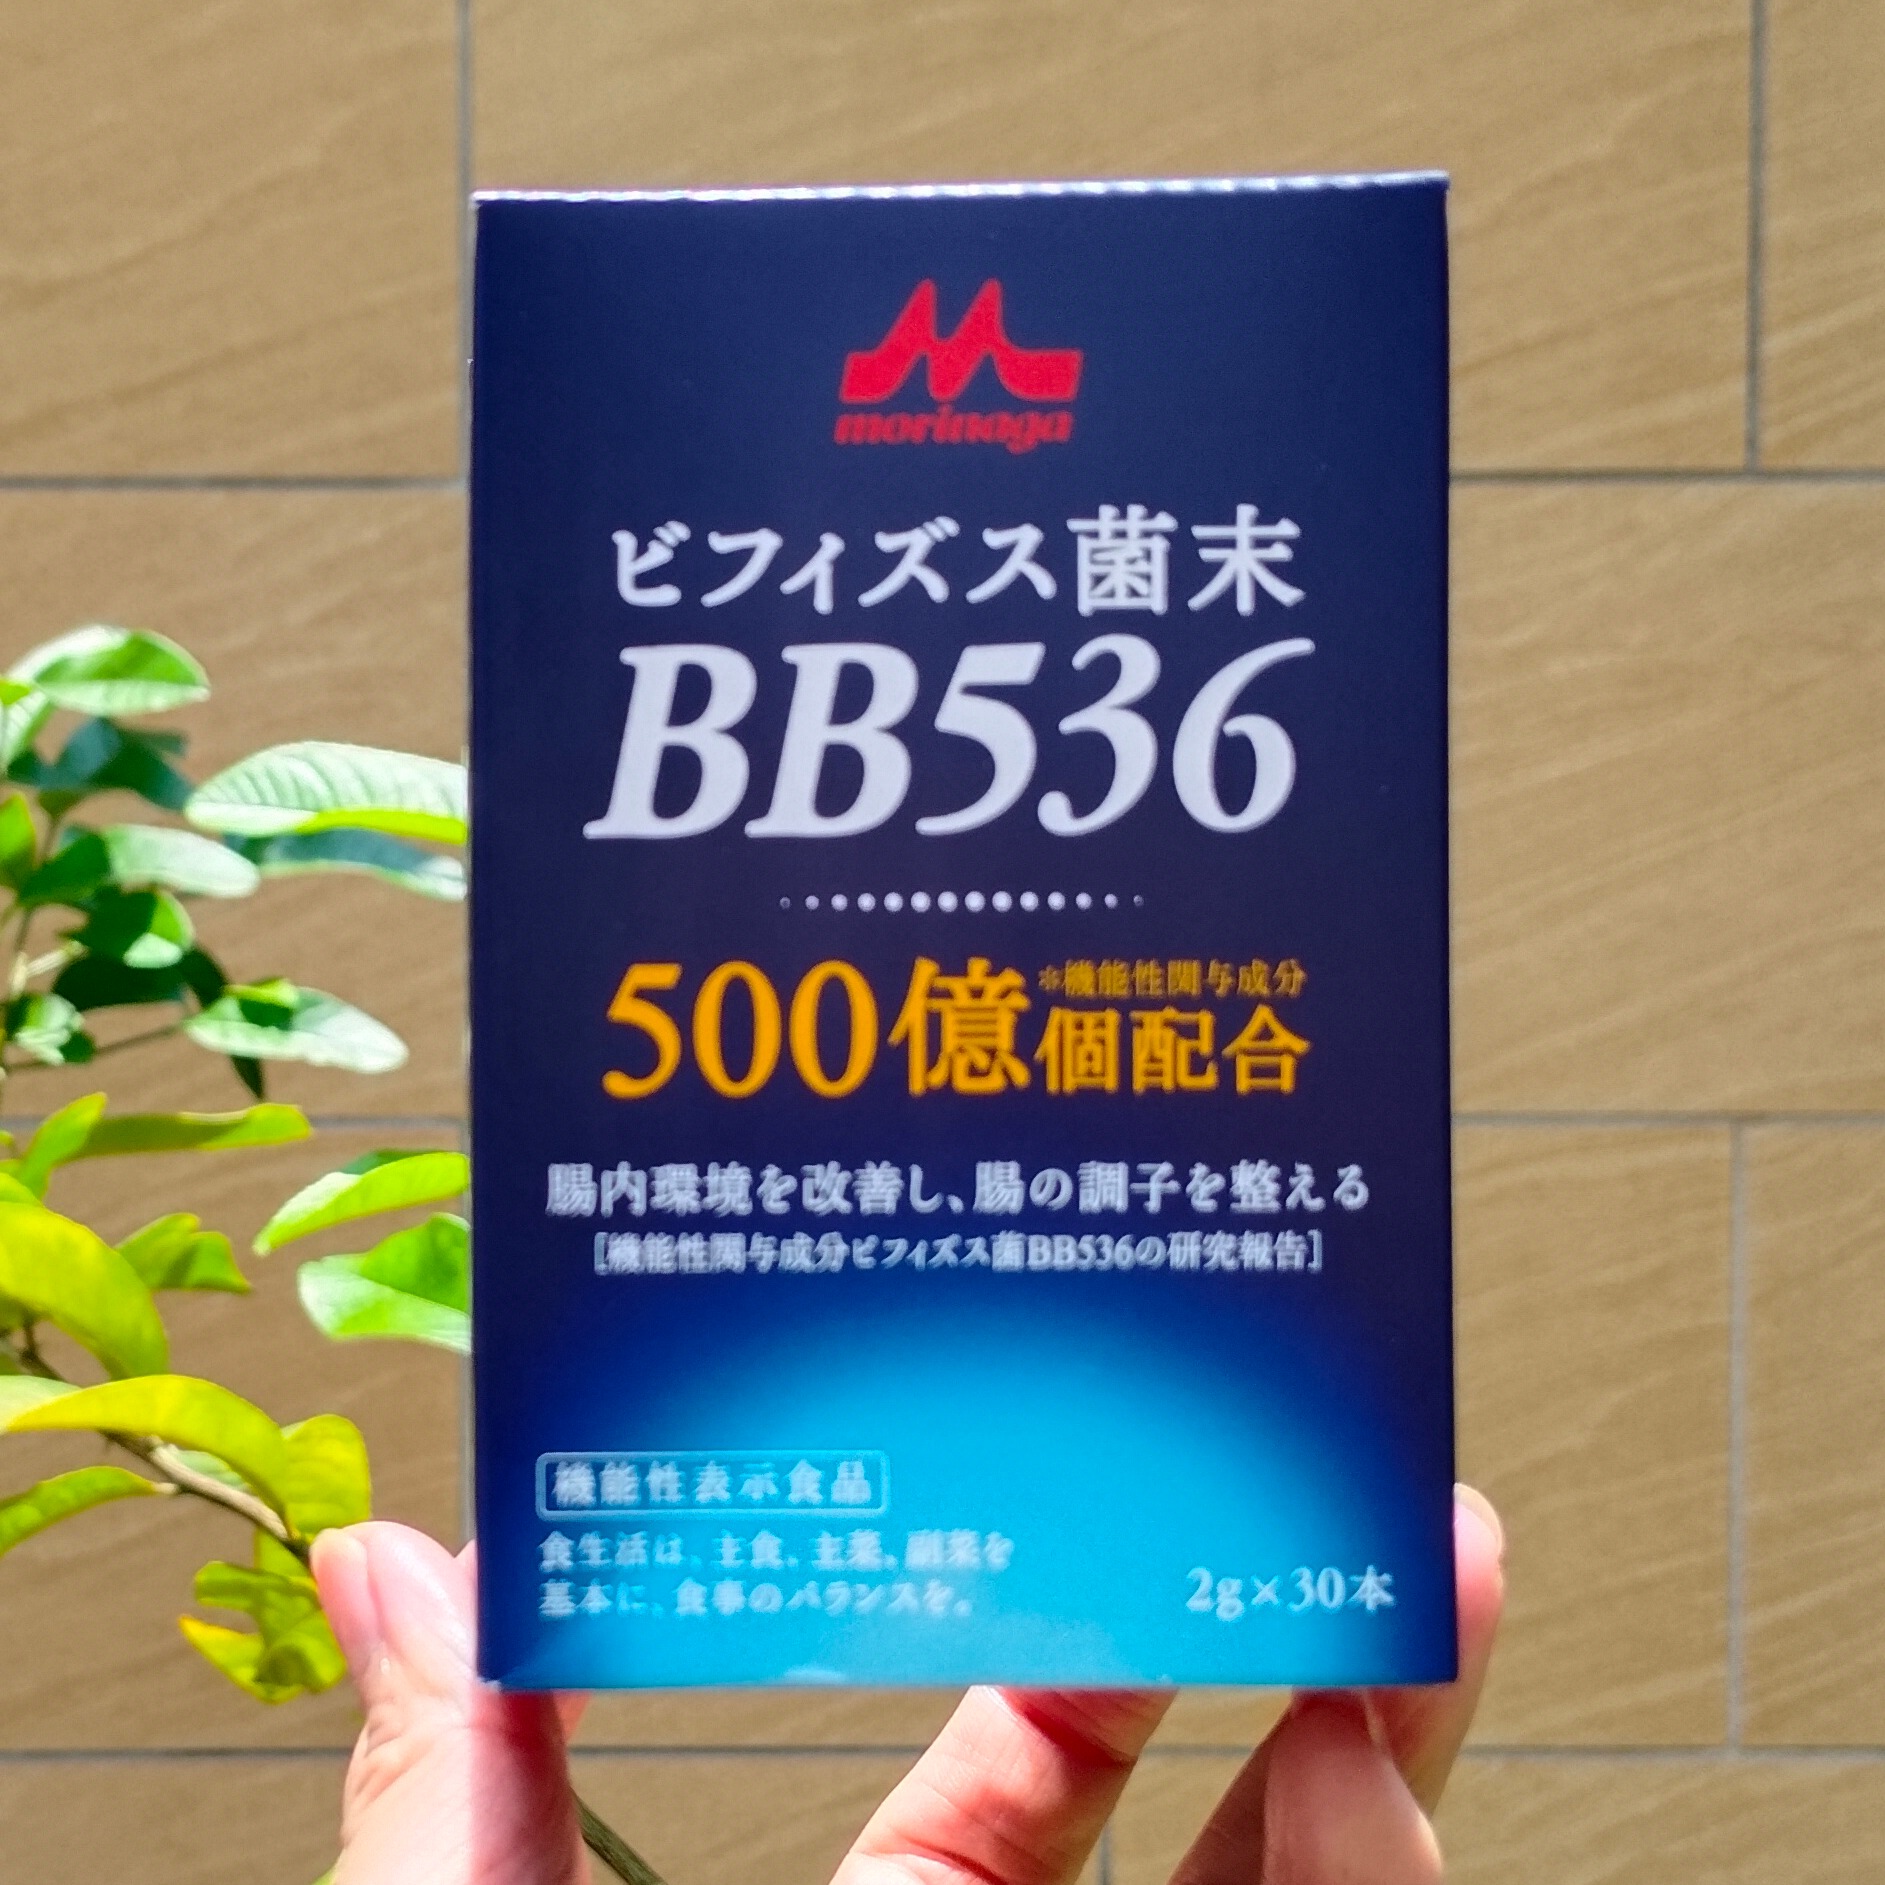 morinaga
ビフィズス菌末
BB536
500億個配合
*機能性関与成分
腸内環境を改善し、腸の調子を整える
[機能性関与成分ビフィズス菌BB536の研究報告]
機能性表示食品
食生活は、主食、主菜、副菜を
基本に、食事のバランスを。
2g×30本